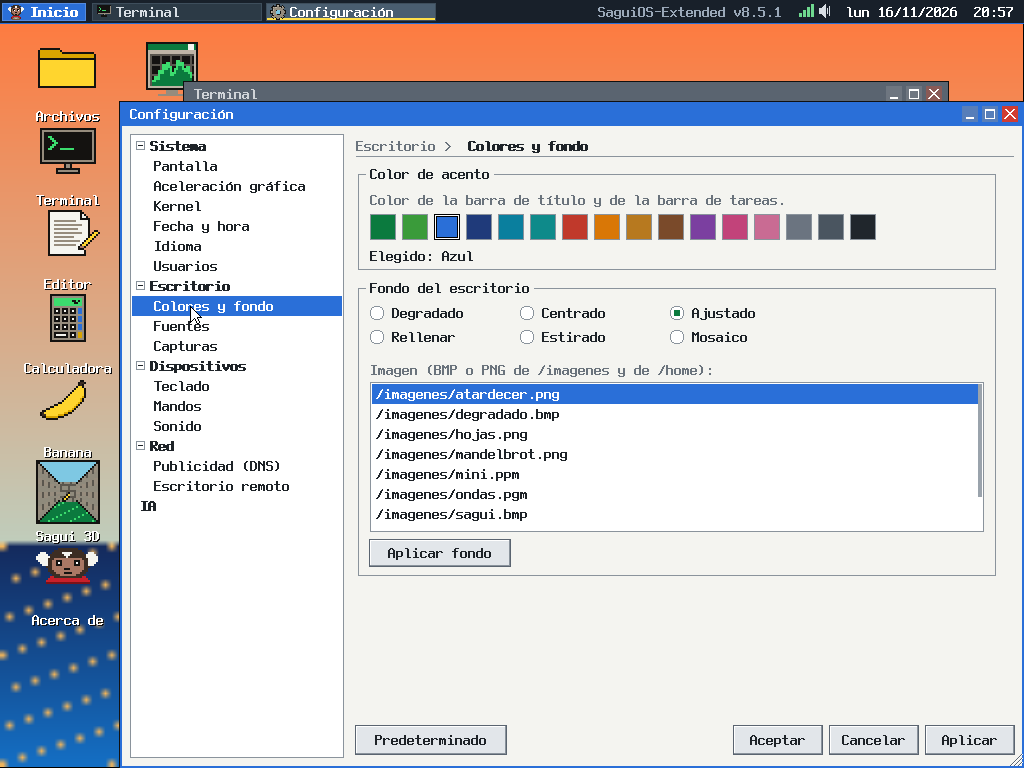 Inicio
Terminal
Configuración
SaguiOS-Extended v8.5.1
lun 16/11/2026 20:57
Archivos
Terminal
Editor
Calculadora
Banana
Sagui 3D
Acerca de
Terminal
Configuración
Sistema
Pantalla
Aceleración gráfica
Kernel
Fecha y hora
Idioma
Usuarios
Escritorio
Colores y fondo
Fuentes
Capturas
Dispositivos
Teclado
Mandos
Sonido
Red
Publicidad (DNS)
Escritorio remoto
IA
Escritorio > Colores y fondo
Color de acento
Color de la barra de título y de la barra de tareas.
Elegido: Azul
Fondo del escritorio
Degradado Centrado Ajustado
Rellenar Estirado Mosaico
Imagen (BMP o PNG de /imagenes y de /home):
/imagenes/atardecer.png
/imagenes/degradado.bmp
/imagenes/hojas.png
/imagenes/mandelbrot.png
/imagenes/mini.ppm
/imagenes/ondas.pgm
/imagenes/sagui.bmp
Aplicar fondo
Predeterminado Aceptar Cancelar Aplicar